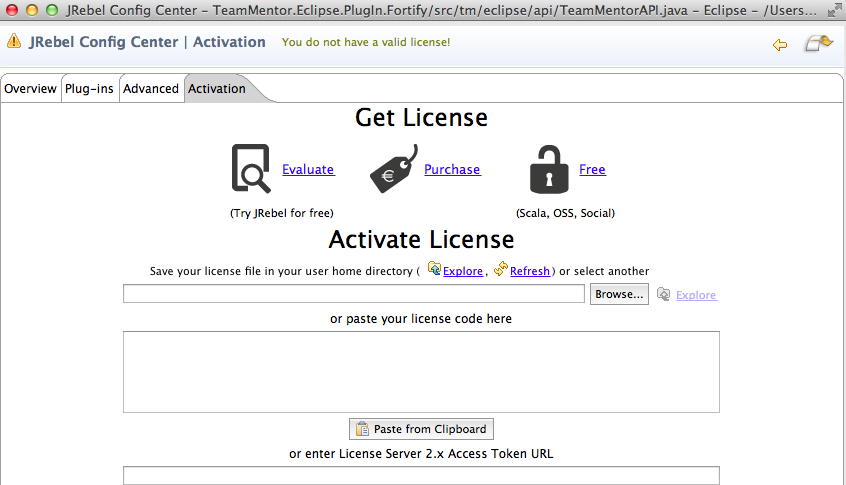 JRebel Config Center - TeamMentor.Eclipse.PlugIn.Fortify/src/tm/eclipse/api/TeamMentorAPI.java - Eclipse - /Users...
JRebel Config Center | Activation You do not have a valid license!
Overview Plug-ins Advanced Activation
Get License
Evaluate € Purchase Free
(Try JRebel for free) (Scala, OSS, Social)
Activate License
Save your license file in your user home directory ( Explore, Refresh) or select another
Browse... Explore
or paste your license code here
Paste from Clipboard
or enter License Server 2.x Access Token URL